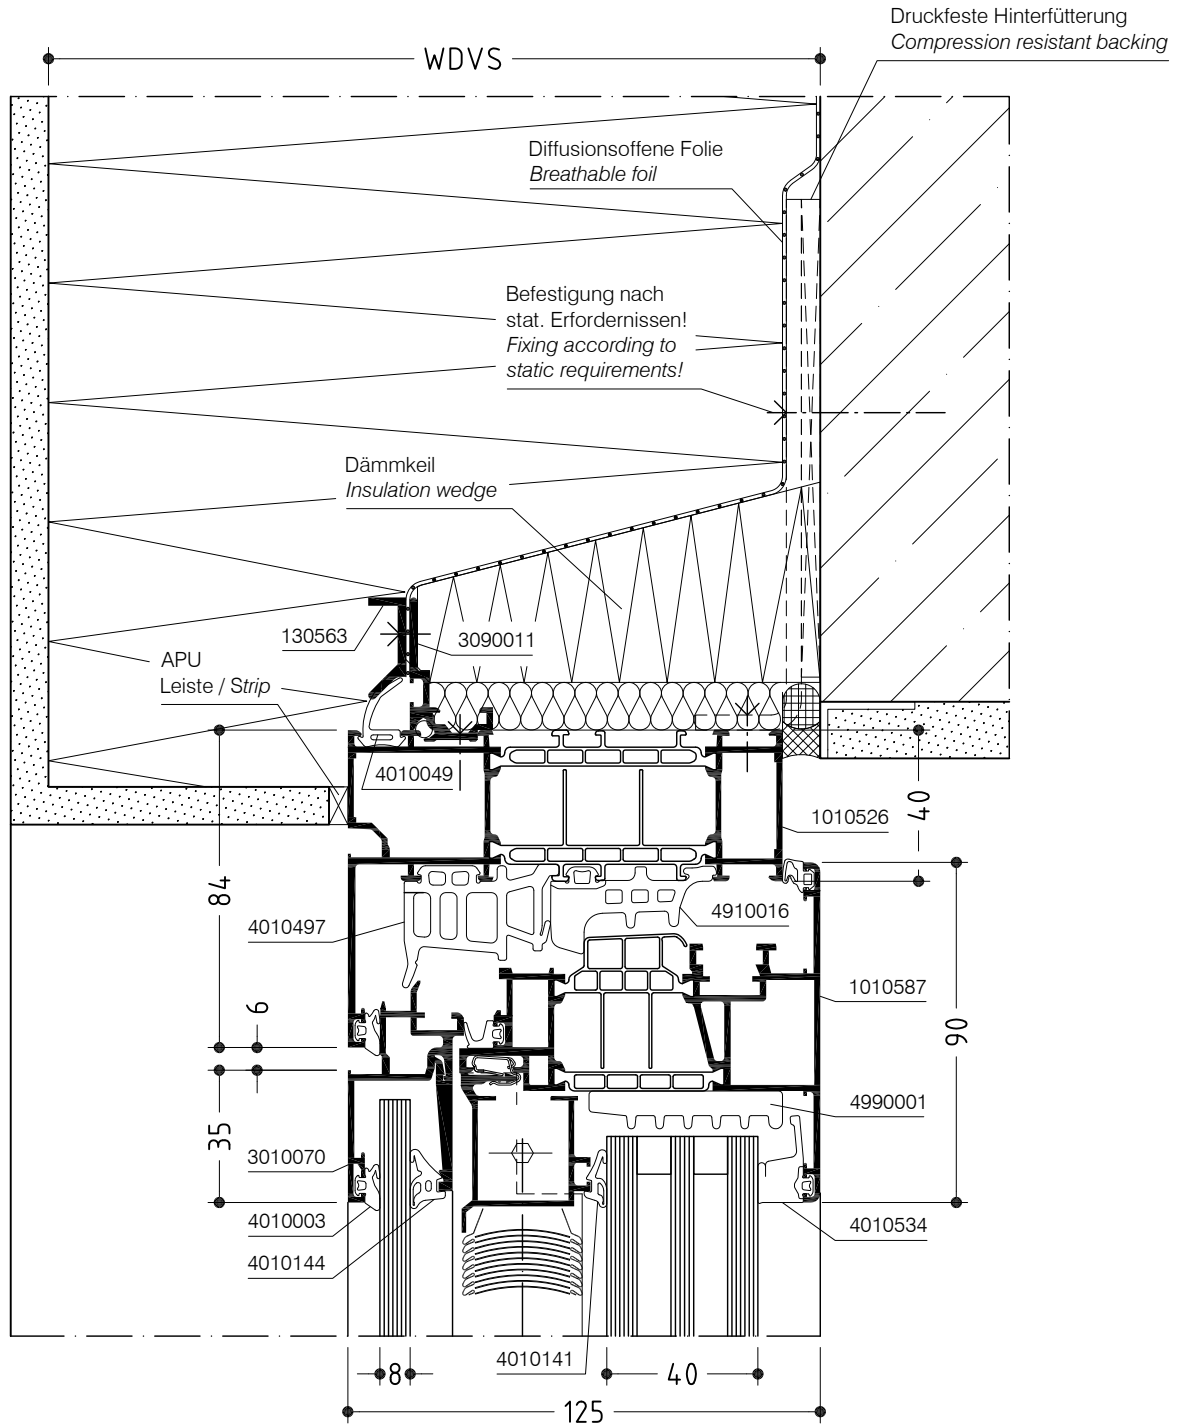 Druckfeste Hinterfütterung
Compression resistant backing
WDVS
Diffusionsoffene Folie
Breathable foil
Befestigung nach
stat. Erfordernissen!
Fixing according to
static requirements!
Dämmkeil
Insulation wedge
130563
3090011
APU
Leiste / Strip
4010049
1010526
40
84
4010497
4910016
1010587
6
90
35
4990001
3010070
4010003
4010534
4010144
4010141
8
40
125